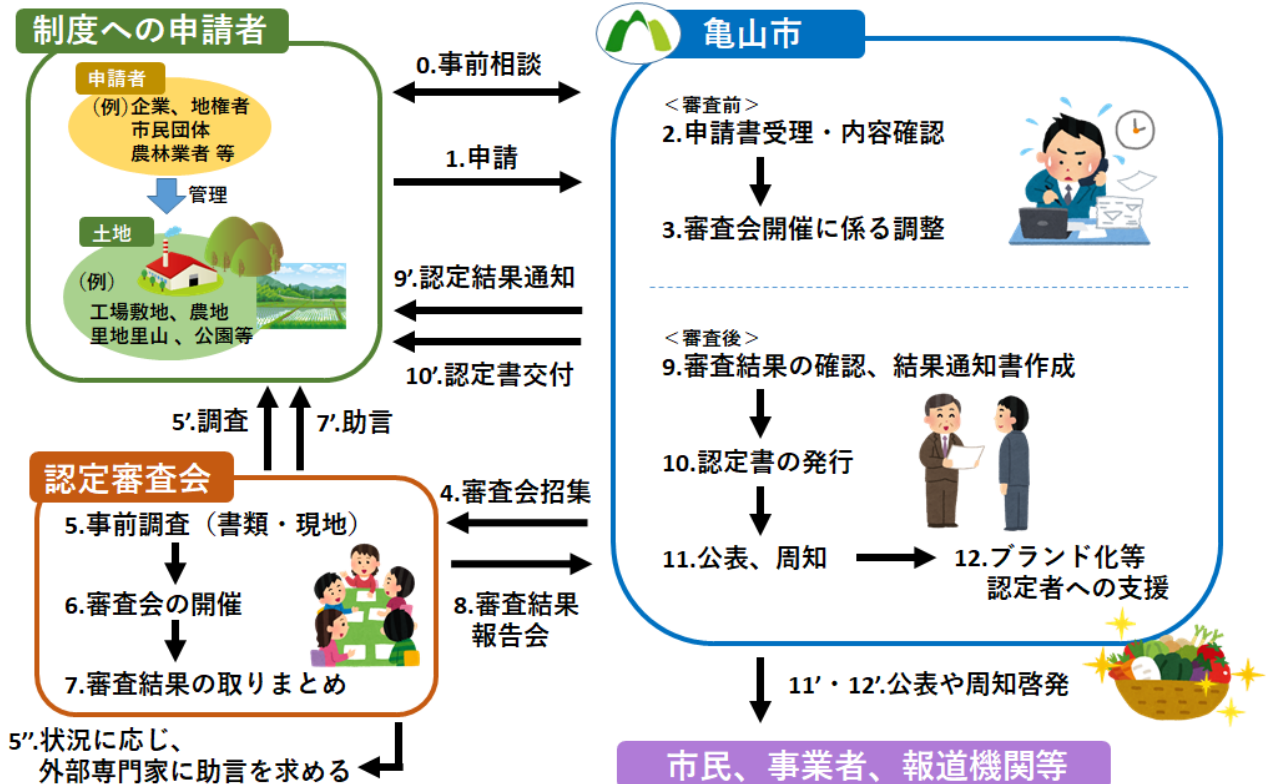 制度への申請者
申請者
（例）企業、地権者
市民団体
農林業者 等
管理
土地
（例）
工場敷地、農地
里地里山 、公園等
0.事前相談
1.申請
9’.認定結果通知
10’.認定書交付
5’.調査
7’.助言
亀山市
＜審査前＞
2.申請書受理・内容確認
3.審査会開催に係る調整
＜審査後＞
9.審査結果の確認、結果通知書作成
10.認定書の発行
11.公表、周知
12.ブランド化等
認定者への支援
認定審査会
5.事前調査（書類・現地）
6.審査会の開催
7.審査結果の取りまとめ
4.審査会招集
8.審査結果
報告会
5’’.状況に応じ、
外部専門家に助言を求める
11’・12’.公表や周知啓発
市民、事業者、報道機関等